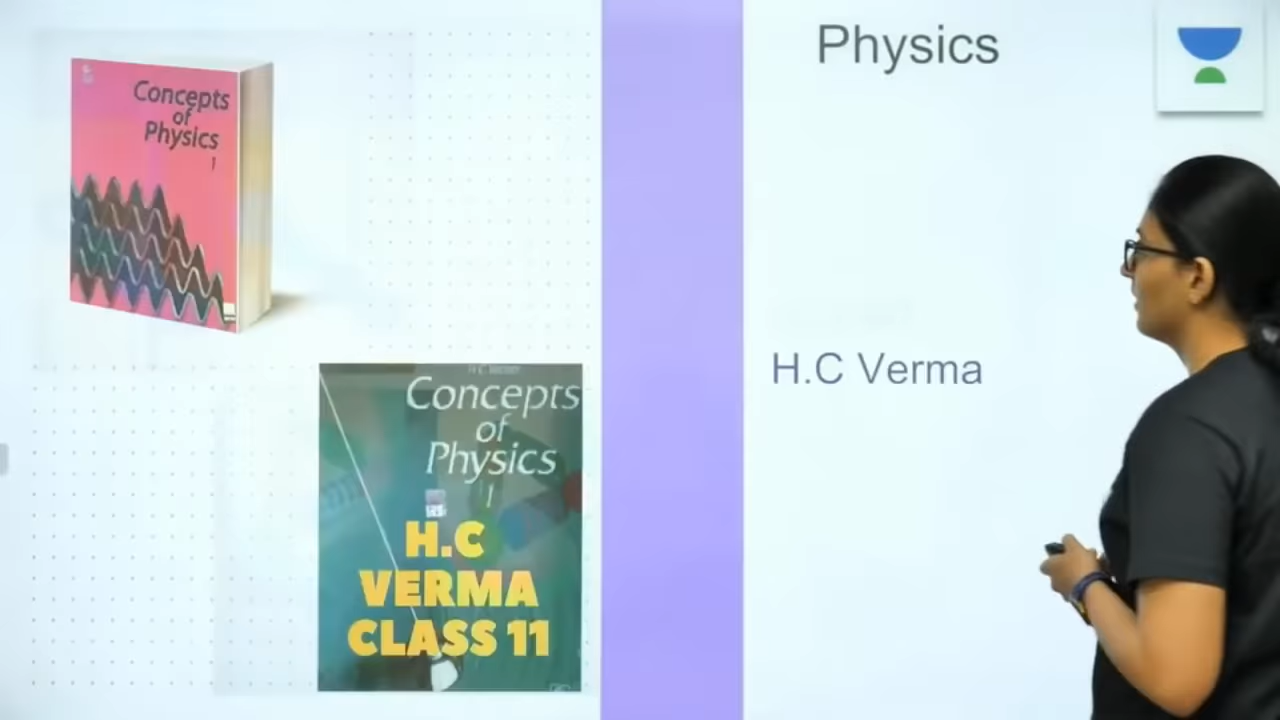 Concepts
of
Physics
1
Concepts
of
Physics
1
H.C
VERMA
CLASS 11
Physics
H.C Verma